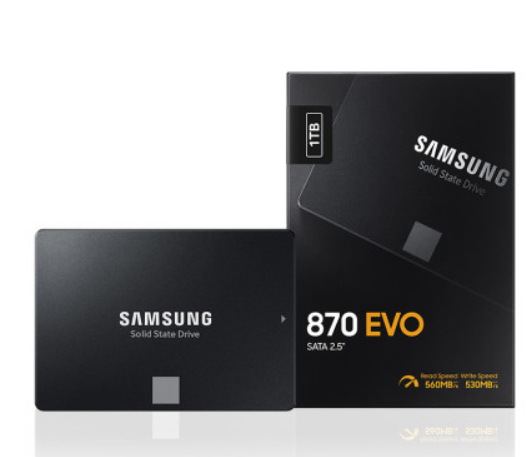 SAMSUNG
Solid State Drive
1TB
SAMSUNG
Solid State Drive
870 EVO
SATA 2.5"
Read Speed Write Speed
560MB/s 530MB/s